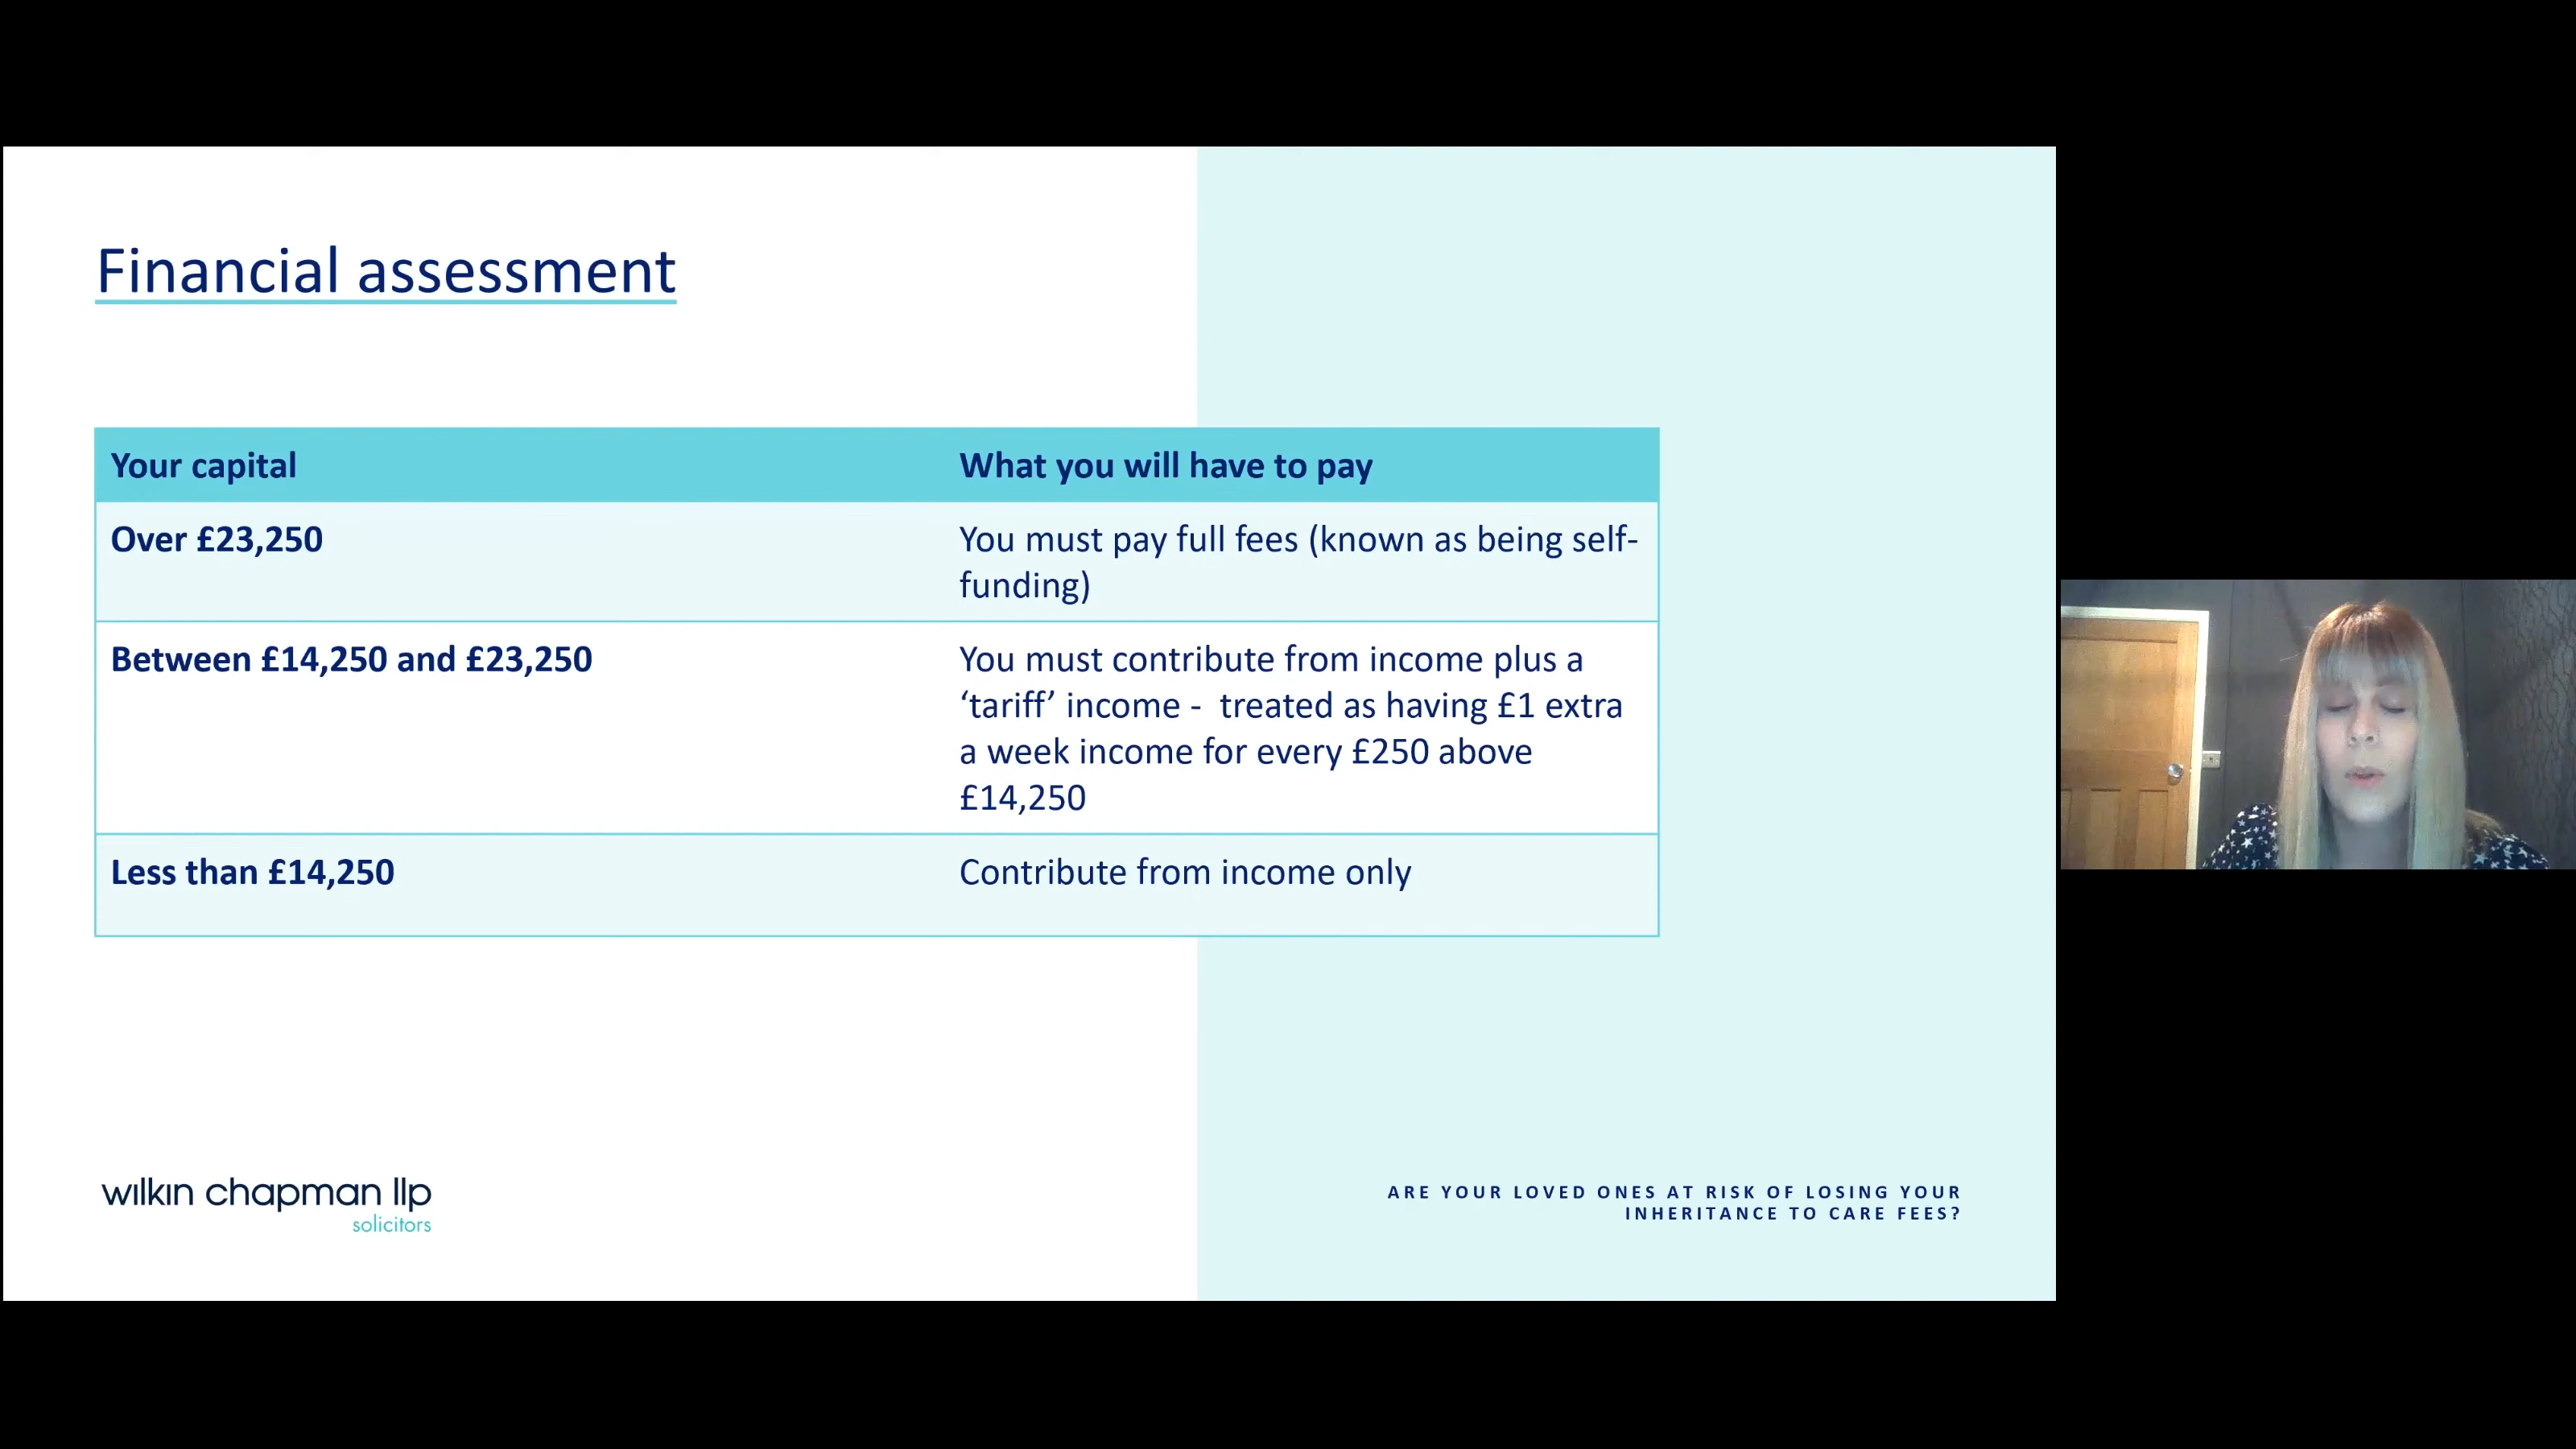 Financial assessment
Your capital
What you will have to pay
Over £23,250
You must pay full fees (known as being self-
funding)
Between £14,250 and £23,250
You must contribute from income plus a
‘tariff’ income -  treated as having £1 extra
a week income for every £250 above
£14,250
Less than £14,250
Contribute from income only
wilkin chapman llp
solicitors
ARE YOUR LOVED ONES AT RISK OF LOSING YOUR
INHERITANCE TO CARE FEES?